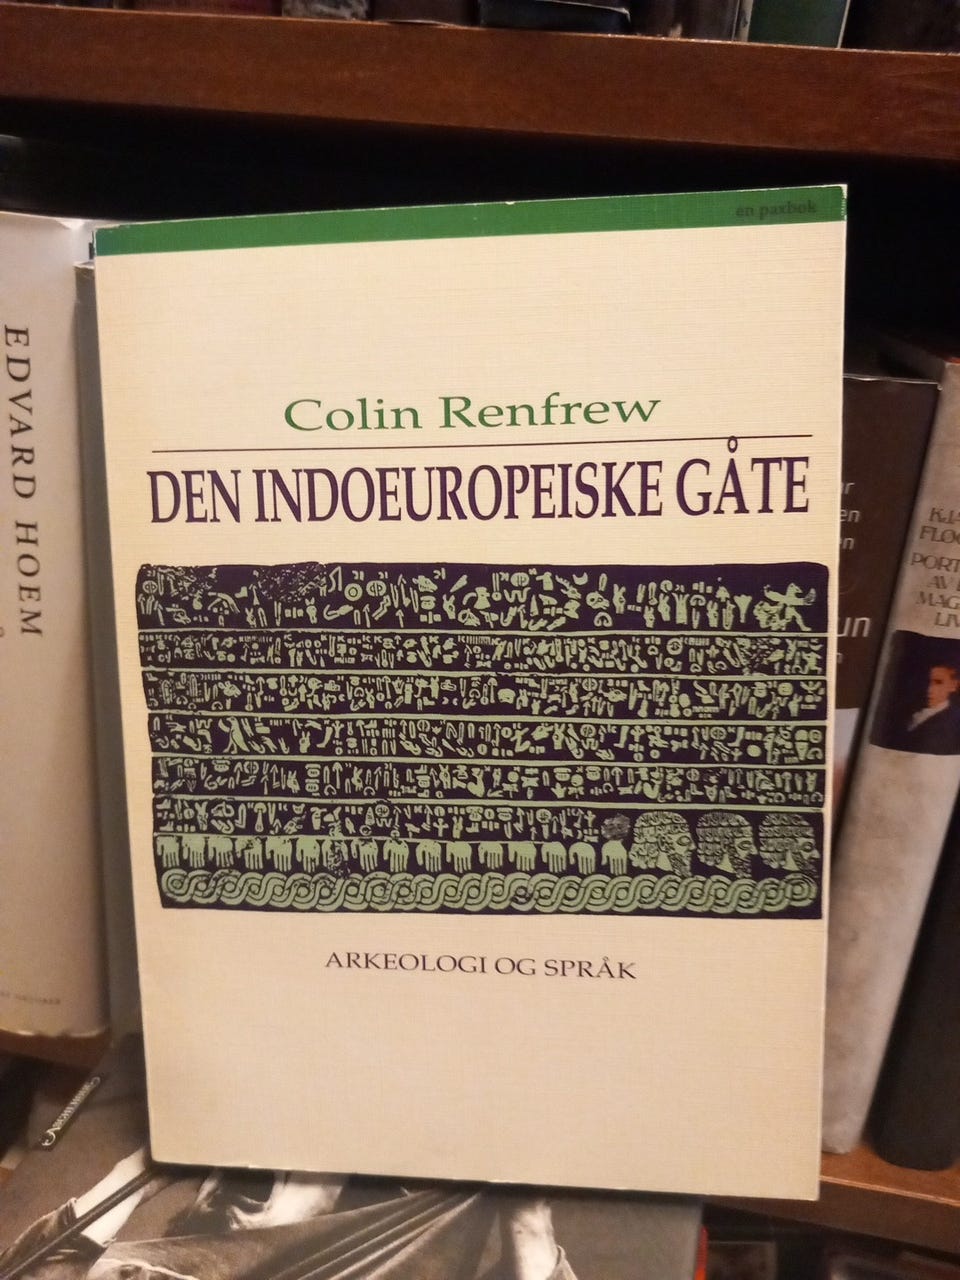 en paxbok
Colin Renfrew
DEN INDOEUROPEISKE GÅTE
ARKEOLOGI OG SPRÅK
EDVARD HOEM